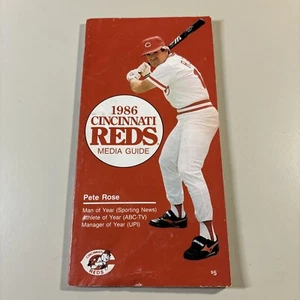 1986
CINCINNATI
REDS
MEDIA GUIDE
Pete Rose
Man of Year (Sporting News)
Athlete of Year (ABC-TV)
Manager of Year (UPI)
REDS
$5